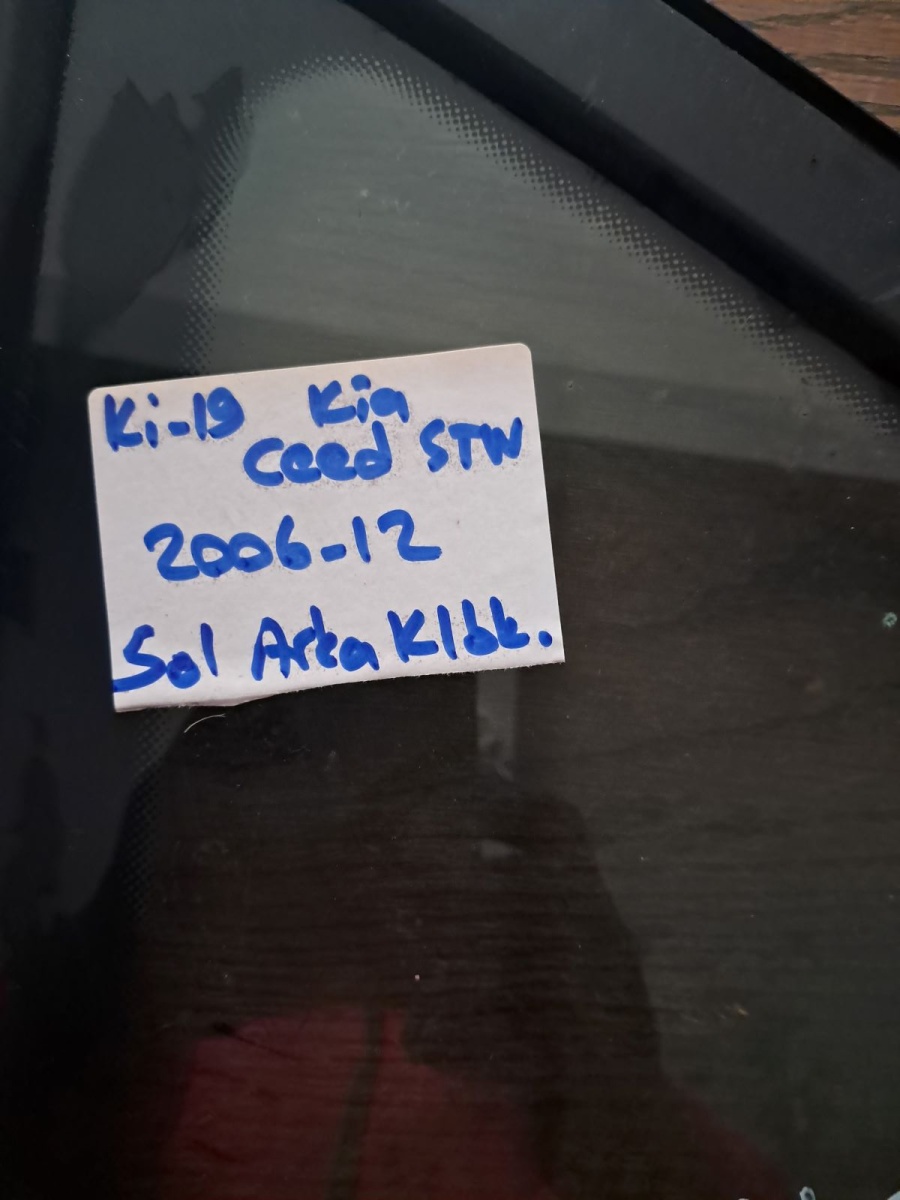 Ki-19 Kia
Ceed STW
2006-12
Sol Arka Klbk.